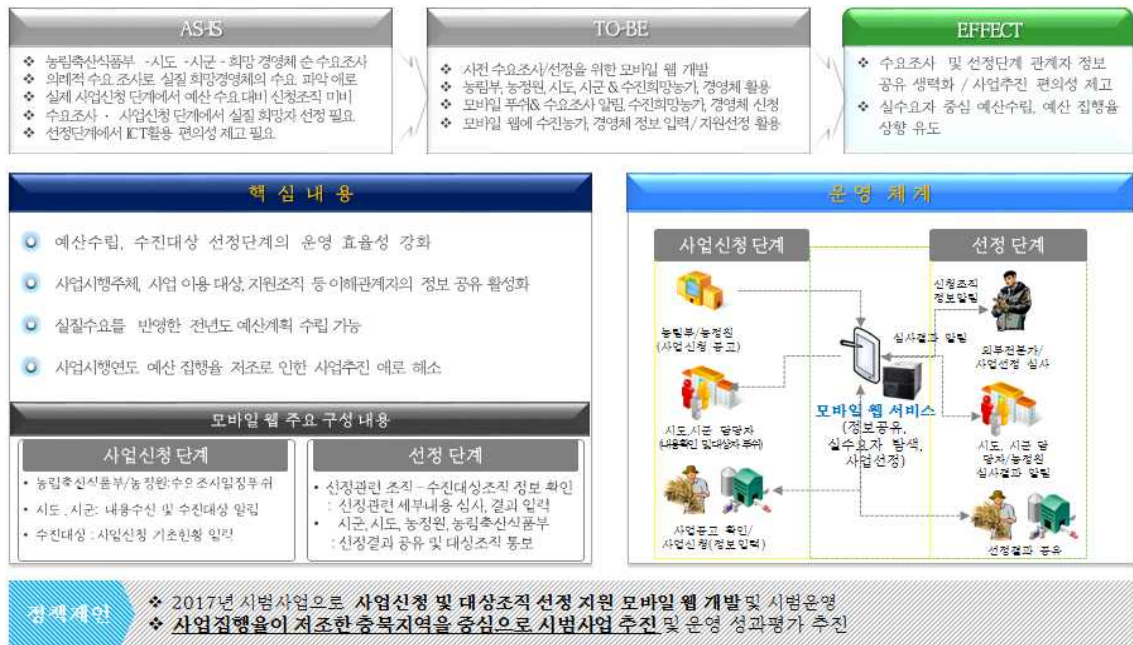 AS-IS
❖ 농림축산식품부 -시도 -시군 - 희망 경영체 순 수요조사
❖ 의례적 수요 조사로 실질 희망경영체의 수요 파악 애로
❖ 실제 사업신청 단계에서 예산 수요 대비 신청조직 미비
❖ 수요조사 · 사업신청 단계에서 실질 희망자 선정 필요
❖ 선정단계에서 ICT활용 편의성 제고 필요
TO-BE
❖ 사전 수요조사/선정을 위한 모바일 웹 개발
❖ 농림부, 농정원, 시도, 시군 & 수진희망농가, 경영체 활용
❖ 모바일 푸쉬& 수요조사 알림, 수진희망농가, 경영체 신청
❖ 모바일 웹에 수진농가, 경영체 정보 입력 / 지원선정 활용
EFFECT
❖ 수요조사 및 선정단계 관계자 정보
공유 생력화 / 사업추진 편의성 제고
❖ 실수요자 중심 예산수립, 예산 집행율
상향 유도
핵 심 내 용
예산수립, 수진대상 선정단계의 운영 효율성 강화
사업시행주체, 사업 이용 대상, 지원조직 등 이해관계자의 정보 공유 활성화
실질수요를 반영한 전년도 예산계획 수립 가능
사업시행연도 예산 집행율 저조로 인한 사업추진 애로 해소
모바일 웹 주요 구성 내용
사업신청 단계
• 농림축산식품부/농정원:수요조사일정푸쉬
• 시도, 시군: 내용수신 및 수진대상 알림
• 수진대상 : 사업신청 기초현황 입력
선정 단계
• 선정관련 조직 - 수진대상조직 정보 확인
: 선정관련 세부내용 심사, 결과 입력
• 시군, 시도, 농정원, 농림축산식품부
: 선정결과 공유 및 대상조직 통보
운 영 체 계
사업신청 단계
선정 단계
농림부/농정원
(사업신청 공고)
신청조직
정보알림
심사결과 알림
외부전문가/
사업선정 심사
시도,시군 담당자
(내용확인 및대상자 푸쉬)
모바일 웹 서비스
(정보공유,
실수요자 탐색,
사업선정)
시도, 시군 담
당자/농정원
심사결과 알림
사업공고 확인/
사업신청(정보입력)
선정결과 공유
정책제안
❖ 2017년 시범사업으로 사업신청 및 대상조직 선정 지원 모바일 웹 개발 및 시범운영
❖ 사업집행율이 저조한 충북지역을 중심으로 시범사업 추진 및 운영 성과평가 추진